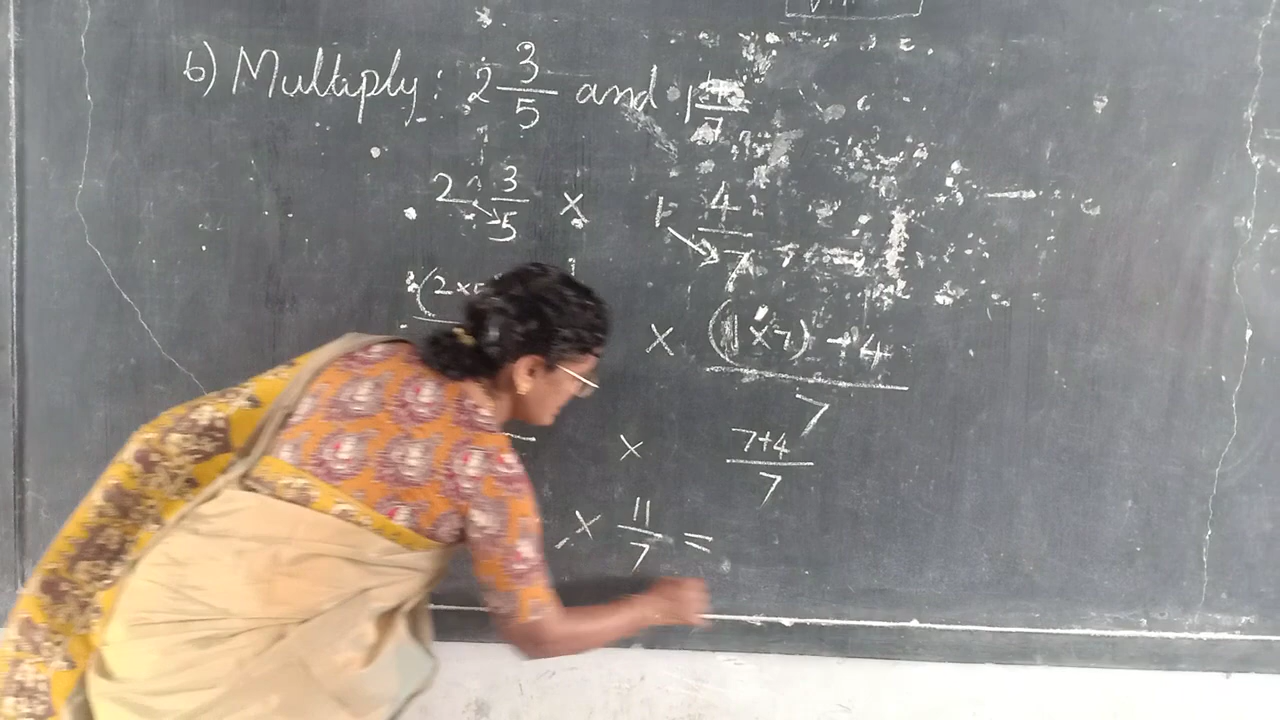 6) Multiply: 2 3/5 and 1 4/7
2 3/5 × 1 4/7
(2×5 × (1×7)+4/7
× 7+4/7
× 11/7 =